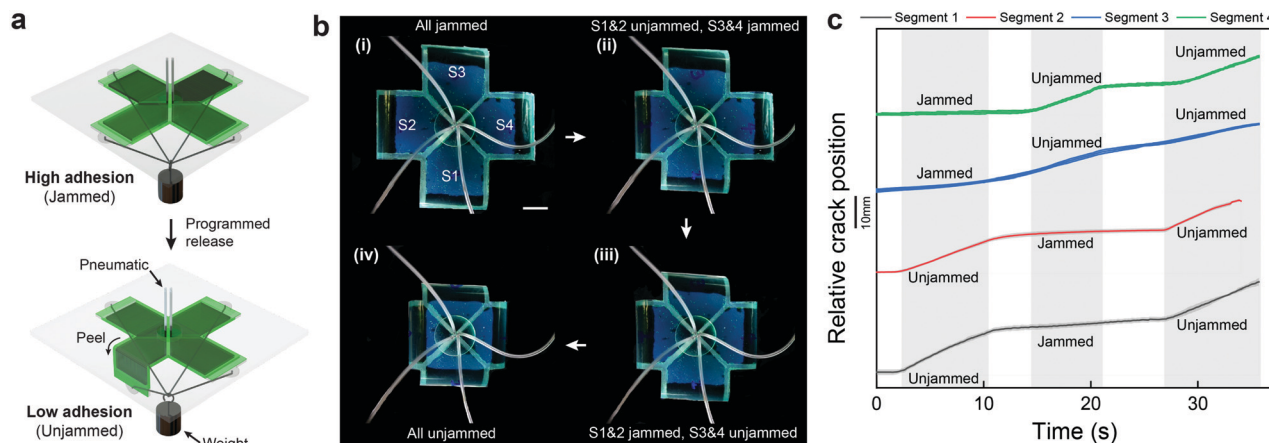 a
High adhesion
(Jammed)
Programmed
release
Pneumatic
Peel
Low adhesion
(Unjammed)
Weight
b
All jammed
S1&2 unjammed, S3&4 jammed
(i)
(ii)
S3
S2
S4
S1
(iv)
(iii)
All unjammed
S1&2 jammed, S3&4 unjammed
c
Segment 1
Segment 2
Segment 3
Segment 4
Relative crack position
10mm
Jammed
Unjammed
Unjammed
Jammed
Unjammed
Unjammed
Unjammed
Jammed
Unjammed
Unjammed
Jammed
Unjammed
0
10
20
30
Time (s)